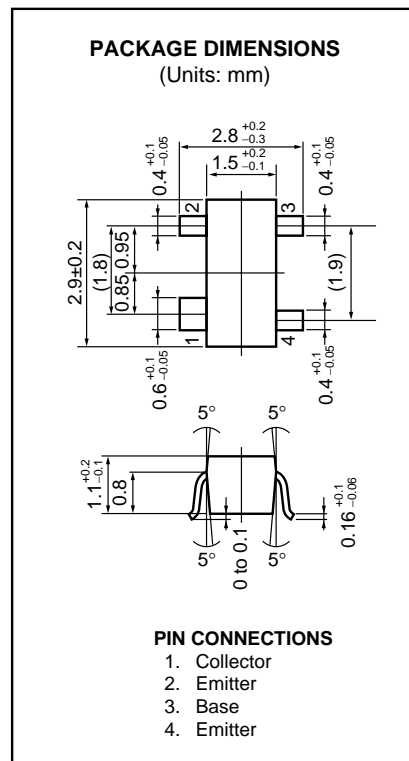 PACKAGE DIMENSIONS
(Units: mm)
2.8 +0.2 −0.3
1.5 +0.2 −0.1
0.4 +0.1 −0.05
0.4 +0.1 −0.05
2
3
2.9±0.2
(1.8)
0.95
0.85
(1.9)
1
4
0.6 +0.1 −0.05
0.4 +0.1 −0.05
5°
5°
1.1 +0.2 −0.1
0.8
0.16 +0.1 −0.06
5°
0 to 0.1
5°
PIN CONNECTIONS
1. Collector
2. Emitter
3. Base
4. Emitter